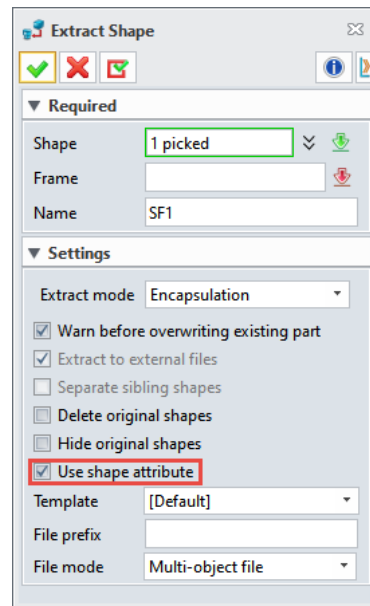 Extract Shape
Required
Shape 1 picked
Frame
Name SF1
Settings
Extract mode Encapsulation
Warn before overwriting existing part
Extract to external files
Separate sibling shapes
Delete original shapes
Hide original shapes
Use shape attribute
Template [Default]
File prefix
File mode Multi-object file